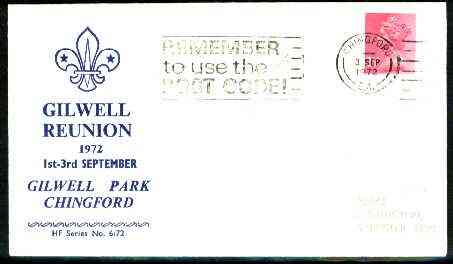 GILWELL
REUNION
1972
1st-3rd SEPTEMBER
GILWELL PARK
CHINGFORD
HF Series No. 6/72
REMEMBER
to use the
POST CODE!
CHINGFORD
3 SEP
1972